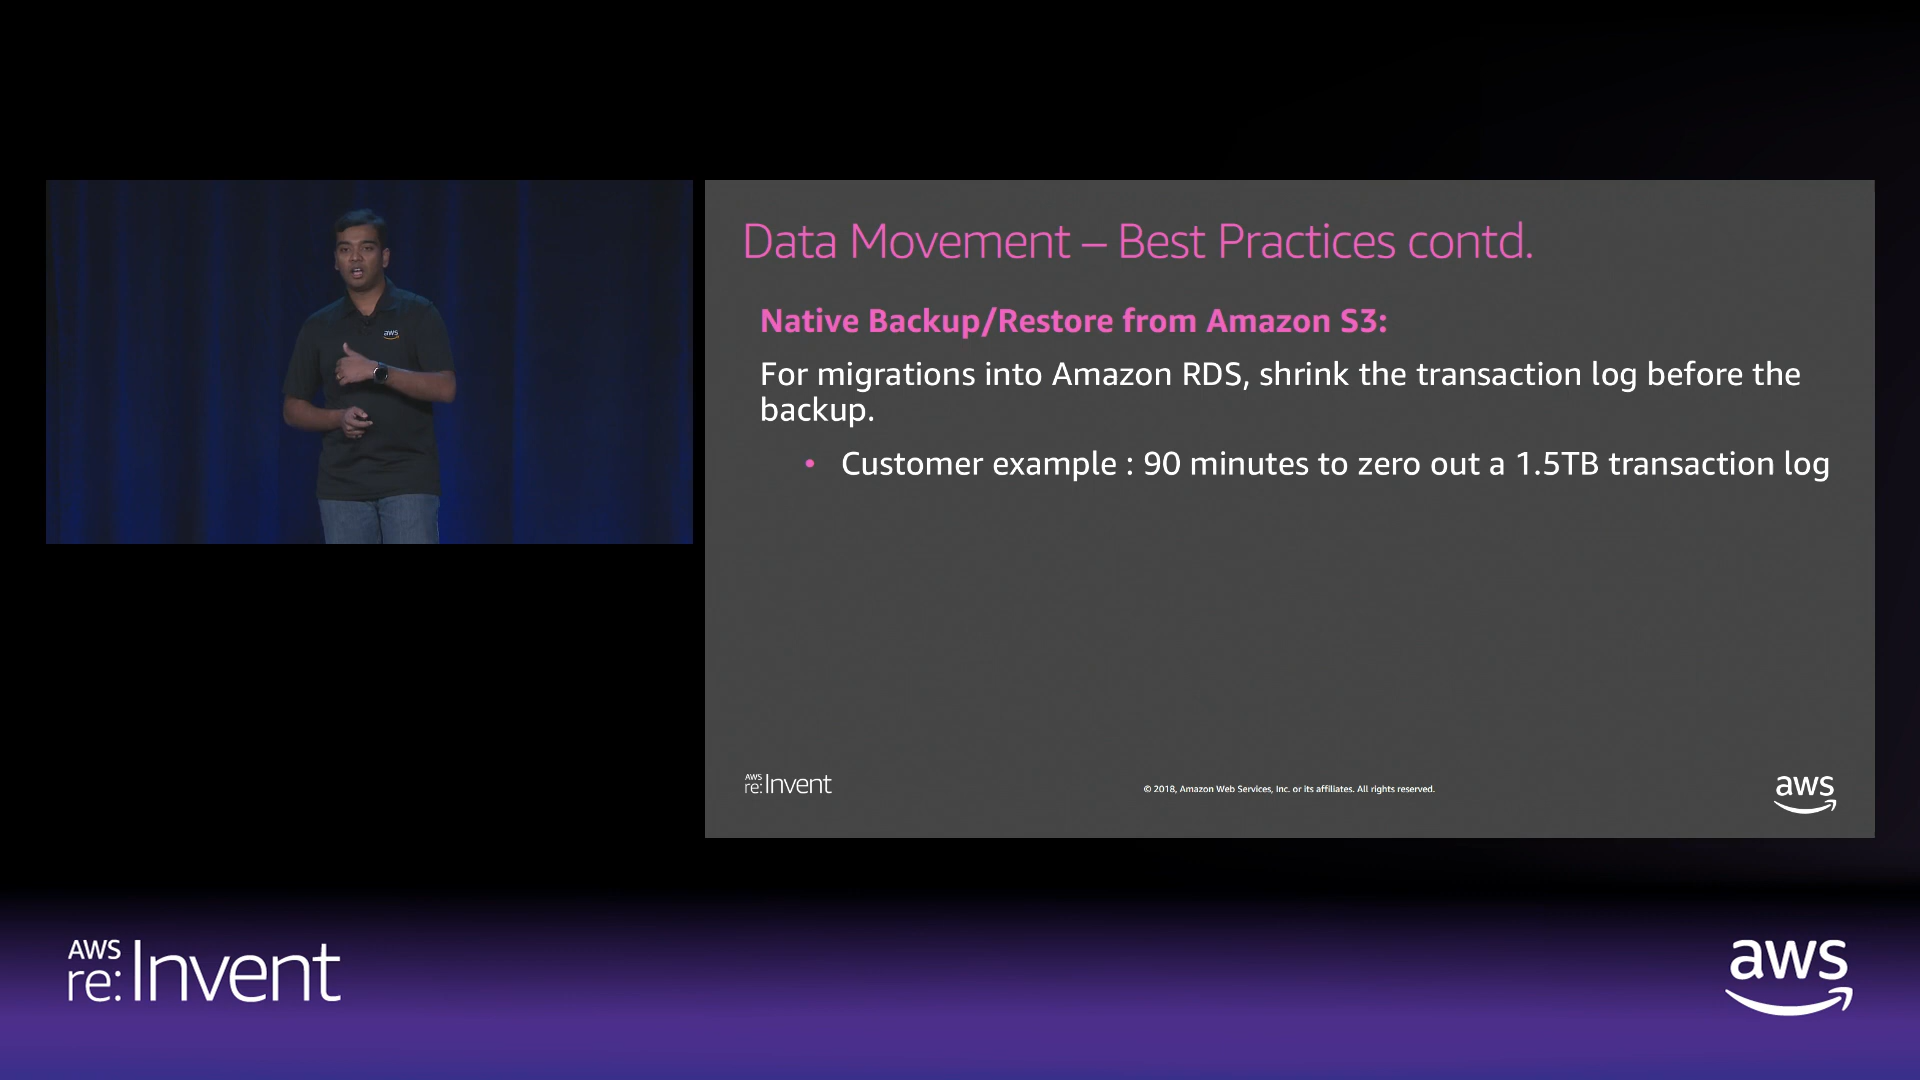 aws
Data Movement – Best Practices contd.
Native Backup/Restore from Amazon S3:
For migrations into Amazon RDS, shrink the transaction log before the
backup.
• Customer example : 90 minutes to zero out a 1.5TB transaction log
AWS
re:Invent
© 2018, Amazon Web Services, Inc. or its affiliates. All rights reserved.
aws
AWS
re:Invent
aws